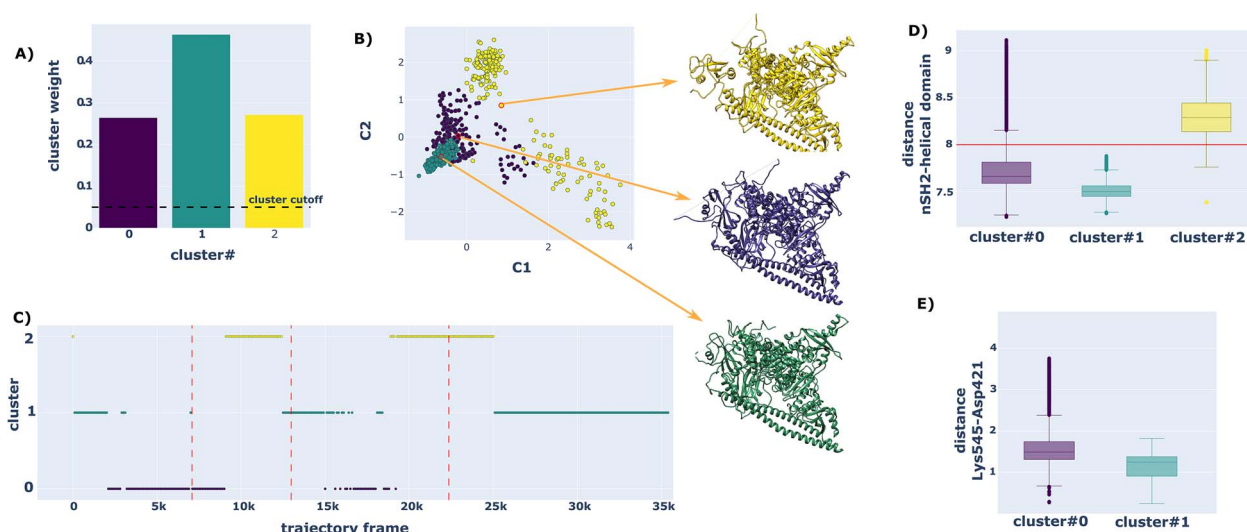 A)
cluster weight
0.4
0.3
0.2
0.1
0
cluster cutoff
0
1
2
cluster#
B)
C2
2
1
0
−1
−2
0
2
4
C1
C)
cluster
2
1
0
0
5k
10k
15k
20k
25k
30k
35k
trajectory frame
D)
distance
nSH2-helical domain
9
8.5
8
7.5
cluster#0
cluster#1
cluster#2
E)
distance
Lys545-Asp421
4
3
2
1
cluster#0
cluster#1